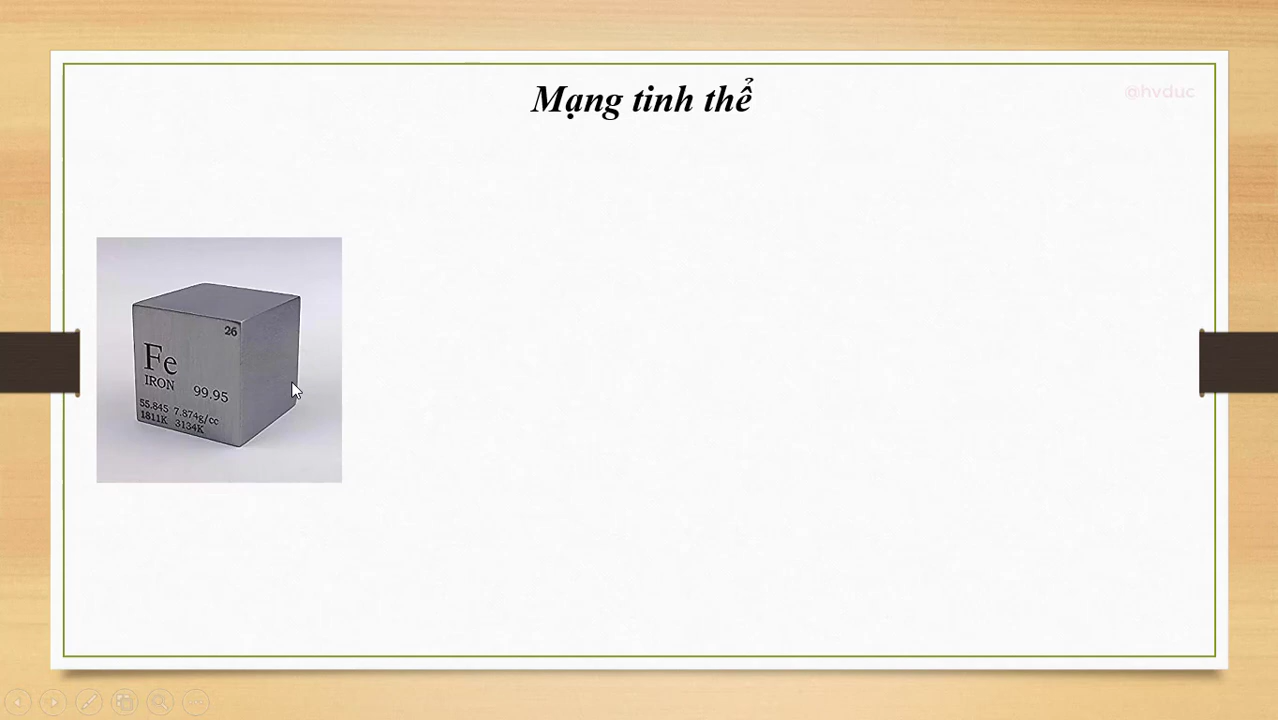 Mạng tinh thể
@hvduc
26
Fe
IRON 99.95
55.845 7.874g/cc
1811K 3134K